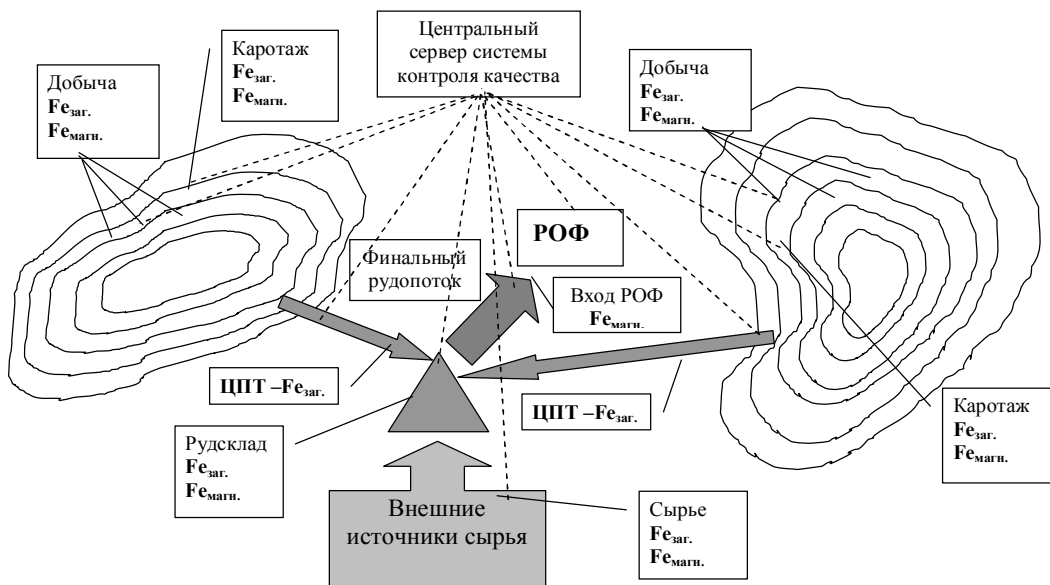 Центральный
сервер системы
контроля качества
Каротаж
Feзаг.
Feмагн.
Добыча
Feзаг.
Feмагн.
Добыча
Feзаг.
Feмагн.
РОФ
Финальный
рудопоток
Вход РОФ
Feмагн.
ЦПТ –Feзаг.
ЦПТ –Feзаг.
Каротаж
Feзаг.
Feмагн.
Рудсклад
Feзаг.
Feмагн.
Внешние
источники сырья
Сырье
Feзаг.
Feмагн.